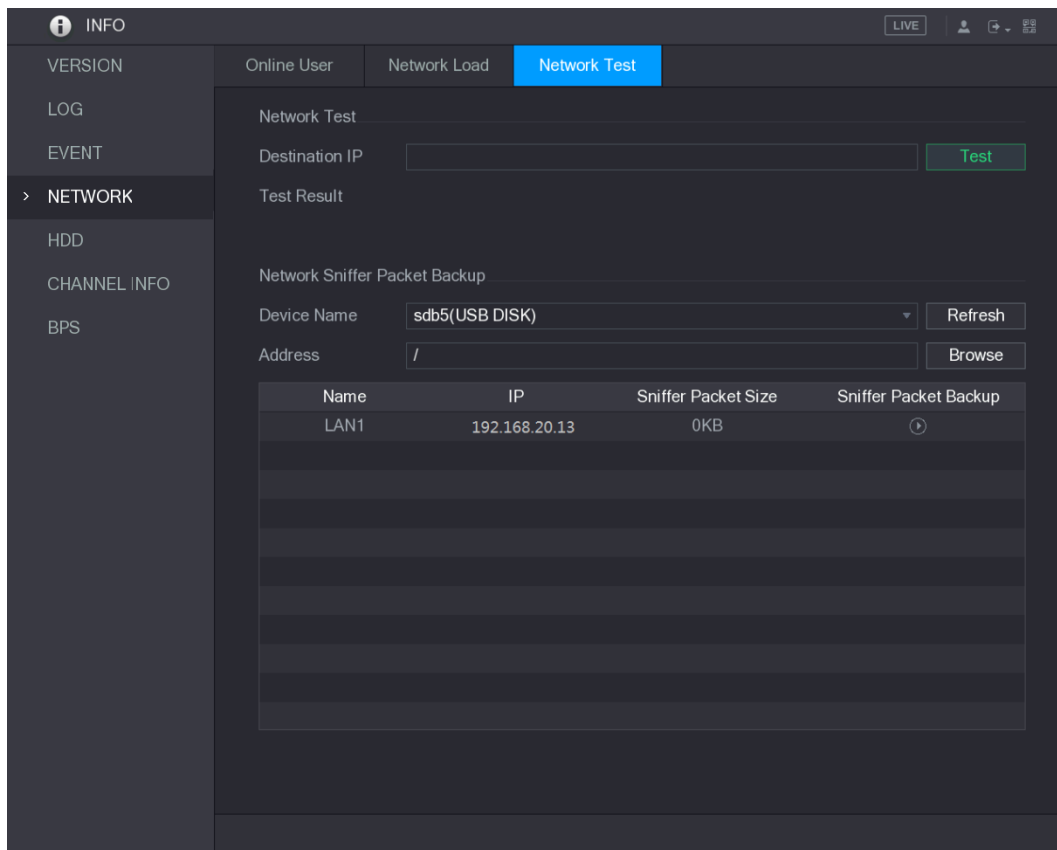 INFO
LIVE
VERSION
LOG
EVENT
NETWORK
HDD
CHANNEL INFO
BPS
Online User Network Load Network Test
Network Test
Destination IP Test
Test Result
Network Sniffer Packet Backup
Device Name sdb5(USB DISK) Refresh
Address / Browse
Name IP Sniffer Packet Size Sniffer Packet Backup
LAN1 192.168.20.13 0KB